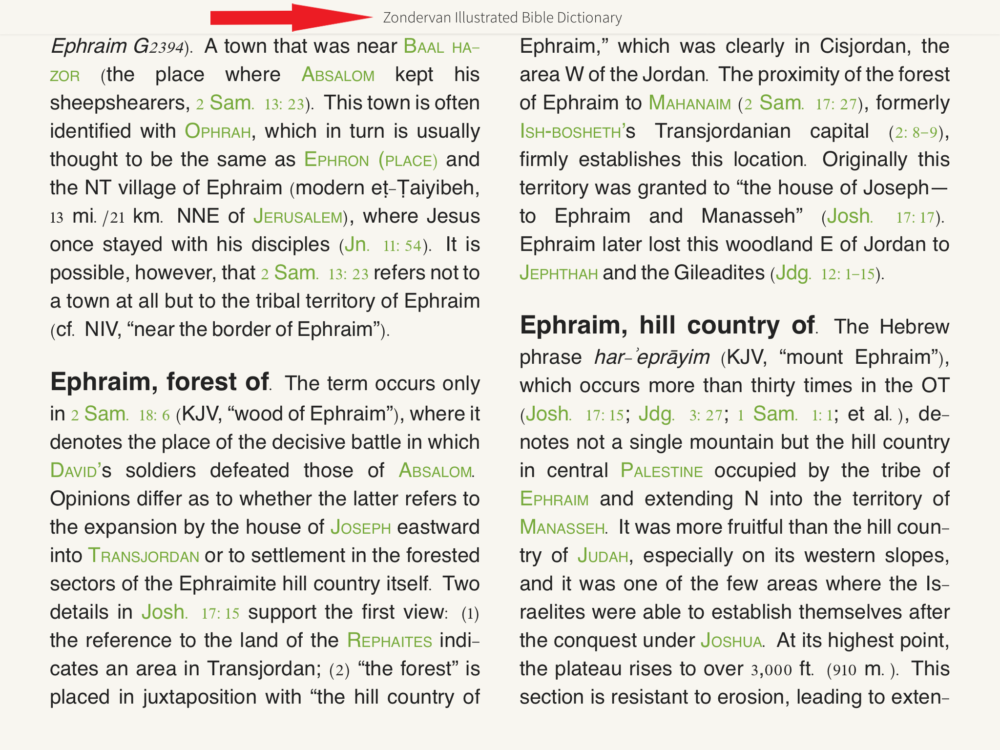 Zondervan Illustrated Bible Dictionary
Ephraim G2394). A town that was near BAAL HA-
ZOR (the place where ABSALOM kept his
sheepshearers, 2 Sam. 13: 23). This town is often
identified with OPHRAH, which in turn is usually
thought to be the same as EPHRON (PLACE) and
the NT village of Ephraim (modern eṭ-Ṭaiyibeh,
13 mi. /21 km. NNE of JERUSALEM), where Jesus
once stayed with his disciples (Jn. 11: 54). It is
possible, however, that 2 Sam. 13: 23 refers not to
a town at all but to the tribal territory of Ephraim
(cf. NIV, “near the border of Ephraim”).
Ephraim, forest of. The term occurs only
in 2 Sam. 18: 6 (KJV, “wood of Ephraim”), where it
denotes the place of the decisive battle in which
DAVID’s soldiers defeated those of ABSALOM.
Opinions differ as to whether the latter refers to
the expansion by the house of JOSEPH eastward
into TRANSJORDAN or to settlement in the forested
sectors of the Ephraimite hill country itself. Two
details in Josh. 17: 15 support the first view: (1)
the reference to the land of the REPHAITES indi-
cates an area in Transjordan; (2) “the forest” is
placed in juxtaposition with “the hill country of
Ephraim,” which was clearly in Cisjordan, the
area W of the Jordan. The proximity of the forest
of Ephraim to MAHANAIM (2 Sam. 17: 27), formerly
ISH-BOSHETH’s Transjordanian capital (2: 8–9),
firmly establishes this location. Originally this
territory was granted to “the house of Joseph—
to Ephraim and Manasseh” (Josh. 17: 17).
Ephraim later lost this woodland E of Jordan to
JEPHTHAH and the Gileadites (Jdg. 12: 1–15).
Ephraim, hill country of. The Hebrew
phrase har-ʾeprāyim (KJV, “mount Ephraim”),
which occurs more than thirty times in the OT
(Josh. 17: 15; Jdg. 3: 27; 1 Sam. 1: 1; et al. ), de-
notes not a single mountain but the hill country
in central PALESTINE occupied by the tribe of
EPHRAIM and extending N into the territory of
MANASSEH. It was more fruitful than the hill coun-
try of JUDAH, especially on its western slopes,
and it was one of the few areas where the Is-
raelites were able to establish themselves after
the conquest under JOSHUA. At its highest point,
the plateau rises to over 3,000 ft. (910 m. ). This
section is resistant to erosion, leading to exten-